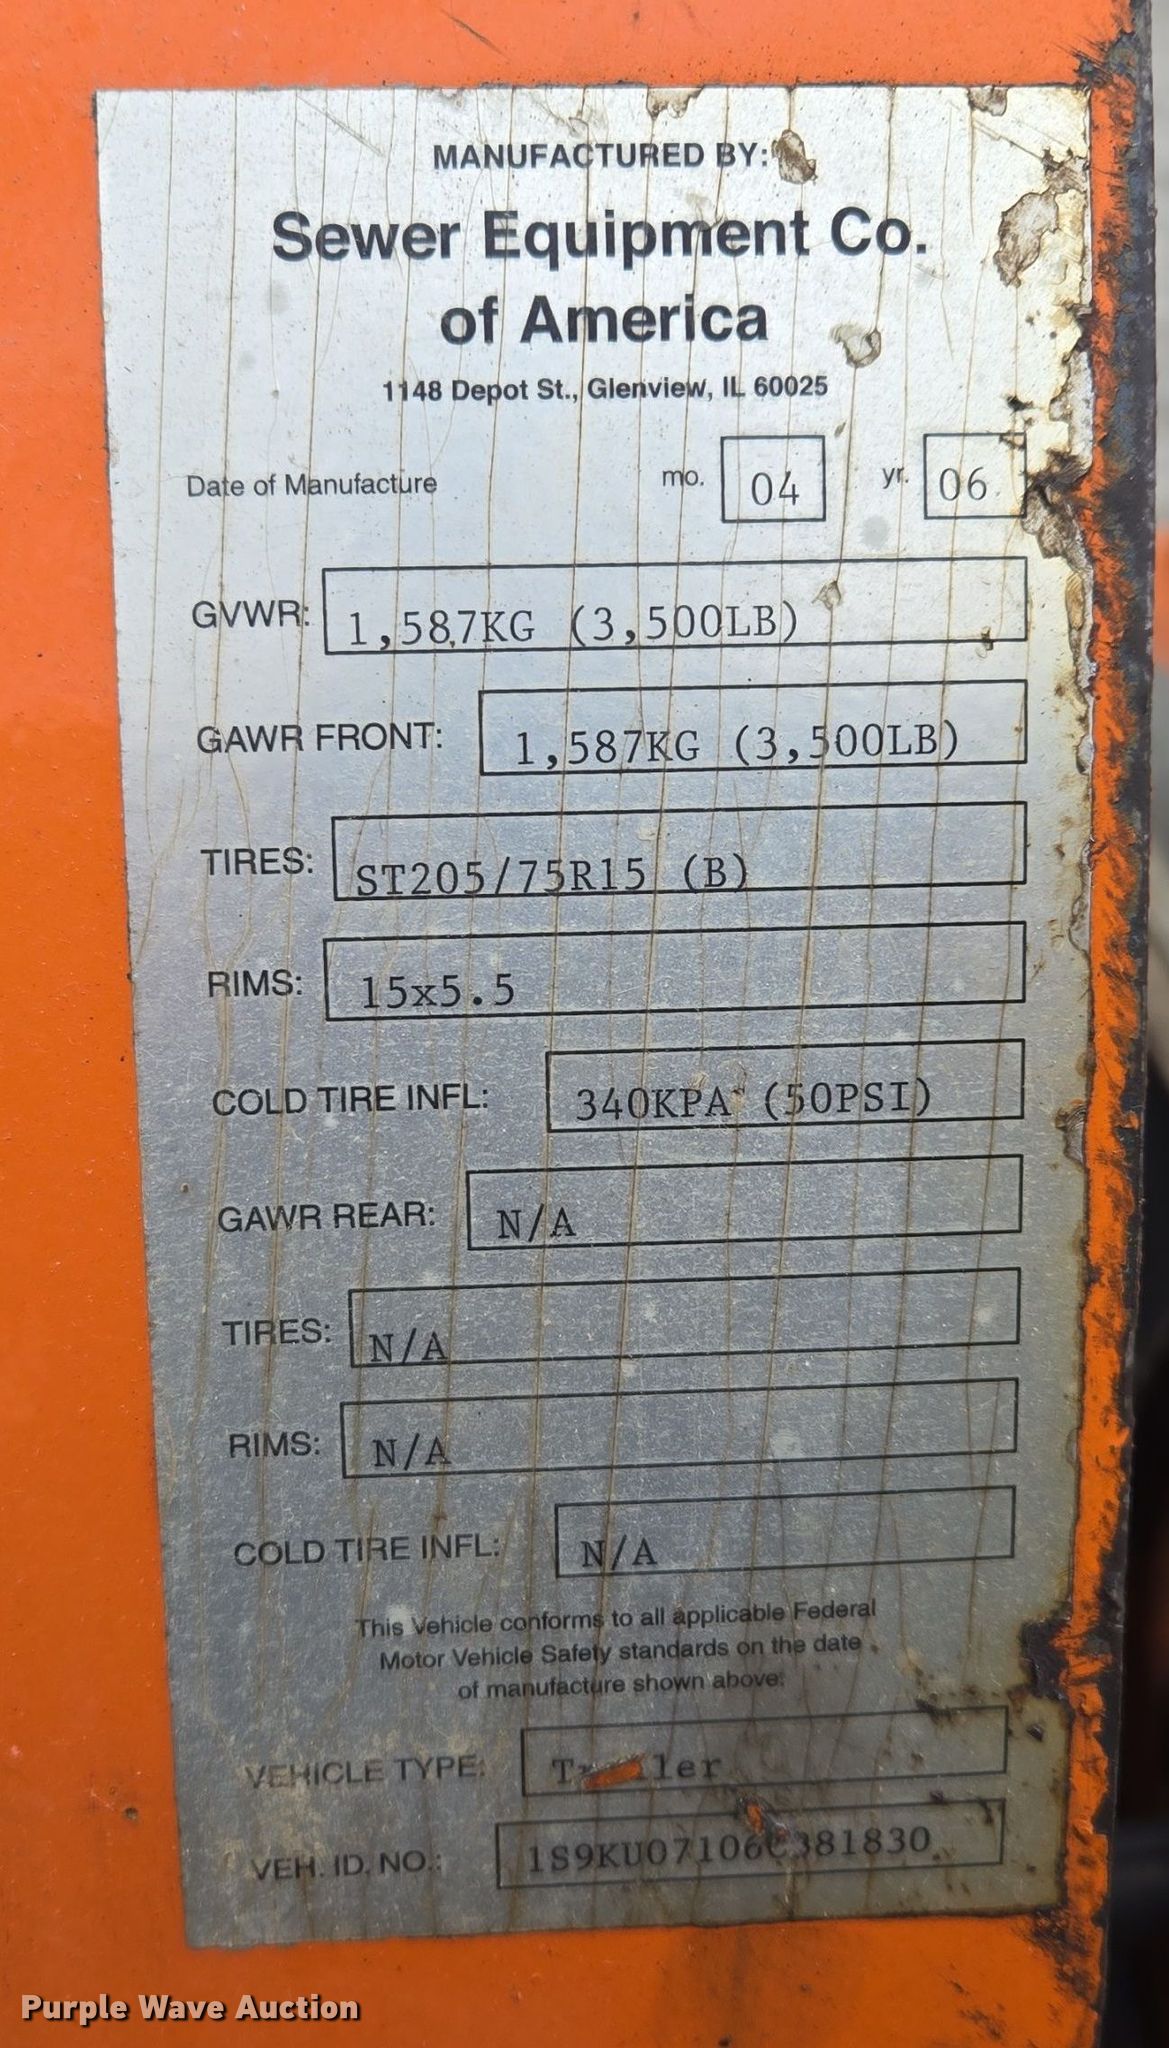 MANUFACTURED BY:
Sewer Equipment Co.
of America
1148 Depot St., Glenview, IL 60025
Date of Manufacture mo. 04 yr. 06
GVWR: 1,587KG (3,500LB)
GAWR FRONT: 1,587KG (3,500LB)
TIRES: ST205/75R15 (B)
RIMS: 15x5.5
COLD TIRE INFL: 340KPA (50PSI)
GAWR REAR: N/A
TIRES: N/A
RIMS: N/A
COLD TIRE INFL: N/A
This Vehicle conforms to all applicable Federal
Motor Vehicle Safety standards on the date
of manufacture shown above.
VEHICLE TYPE: Trailer
VEH. ID. NO.: 1S9KU07106C381830
Purple Wave Auction